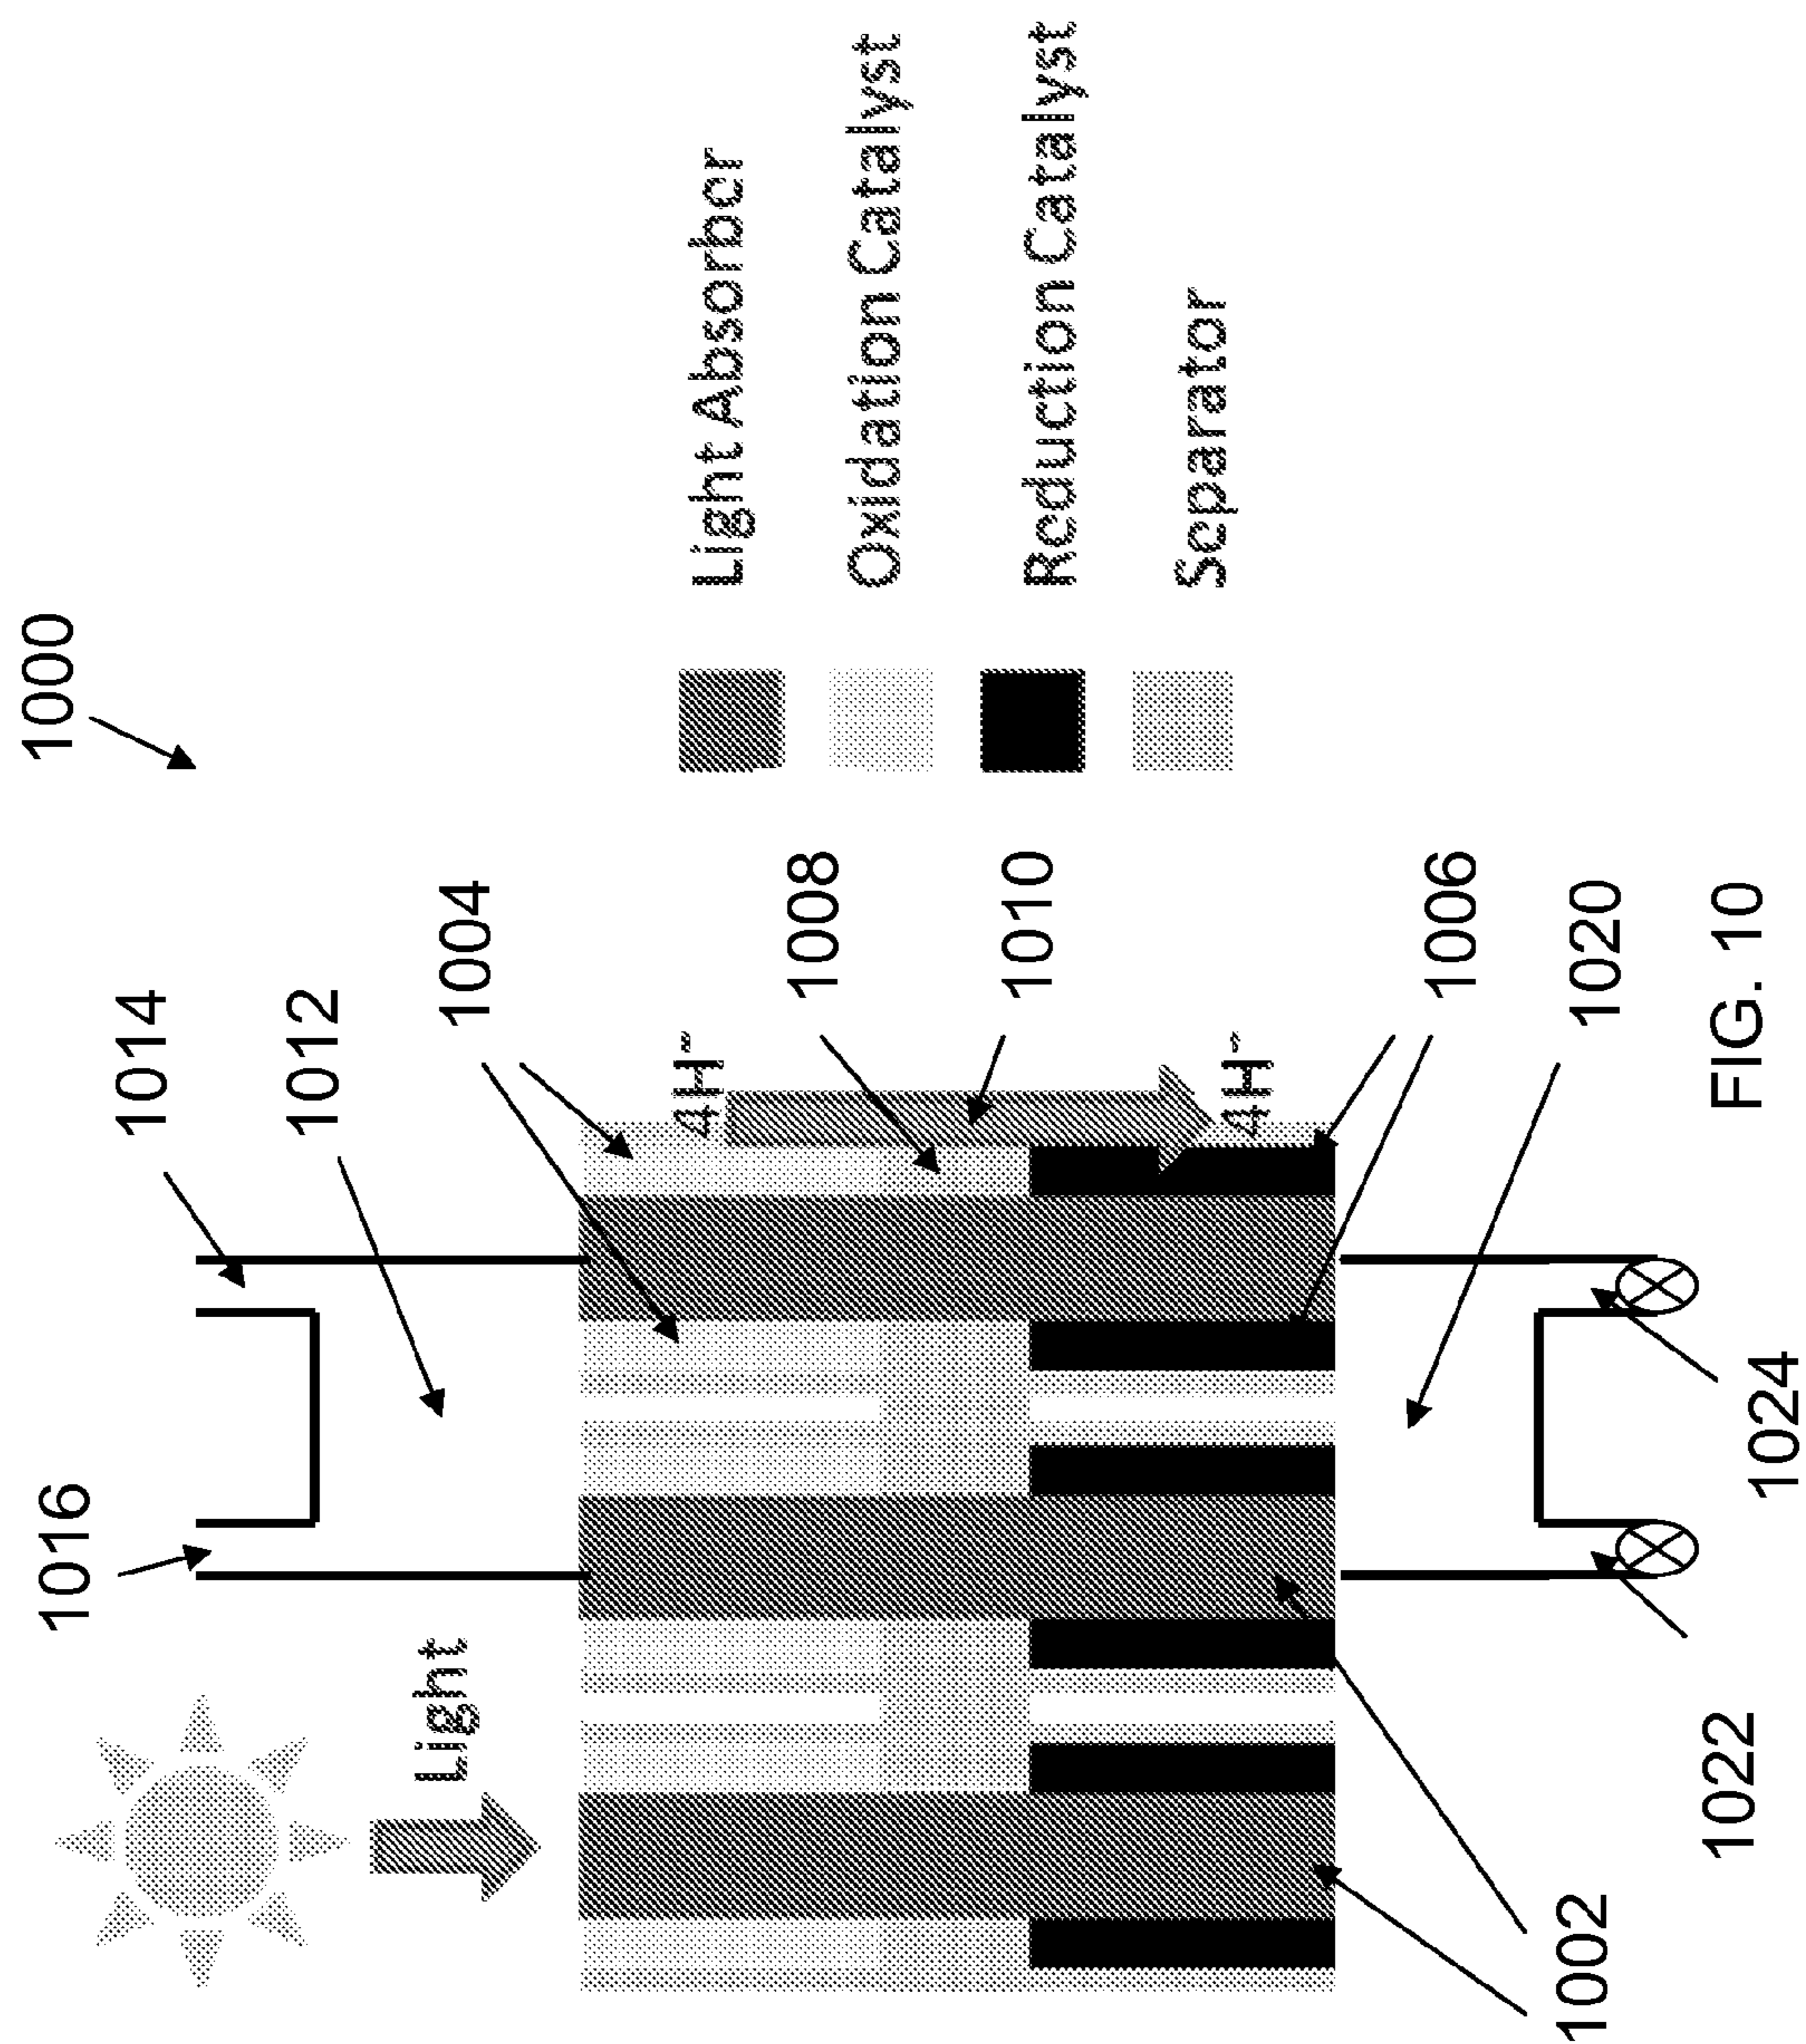 1000
1016
1014
1012
Light
1004
4H⁺
Light Absorber
1008
Oxidation Catalyst
1010
Reduction Catalyst
Separator
4H⁺
1006
1002
1020
1022
FIG. 10
1024